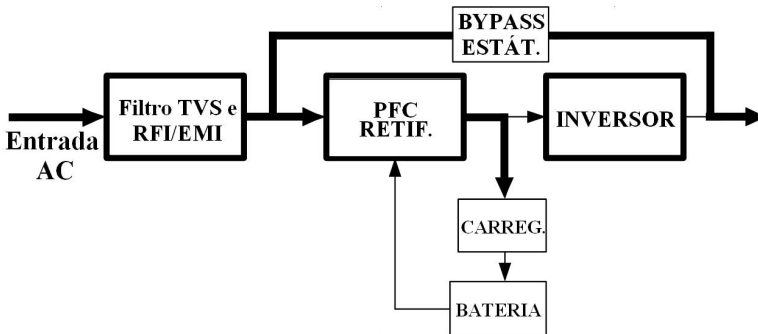 BYPASS
ESTÁT.
Filtro TVS e
RFI/EMI
PFC
RETIF.
INVERSOR
Entrada
AC
CARREG.
BATERIA